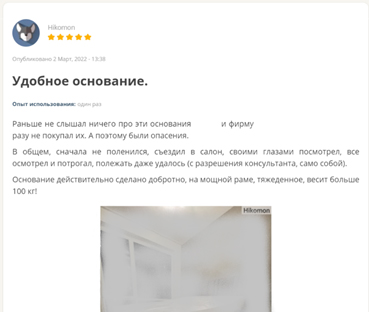 Hikomon
Опубликовано 2 Март, 2022 - 13:38
Удобное основание.
Опыт использования: один раз
Раньше не слышал ничего про эти основания и фирму
разу не покупал их. А поэтому были опасения.
В общем, сначала не поленился, съездил в салон, своими глазами посмотрел, все
осмотрел и потрогал, полежать даже удалось (с разрешения консультанта, само собой).
Основание действительно сделано добротно, на мощной раме, тяжеденное, весит больше
100 кг!
Hikomon